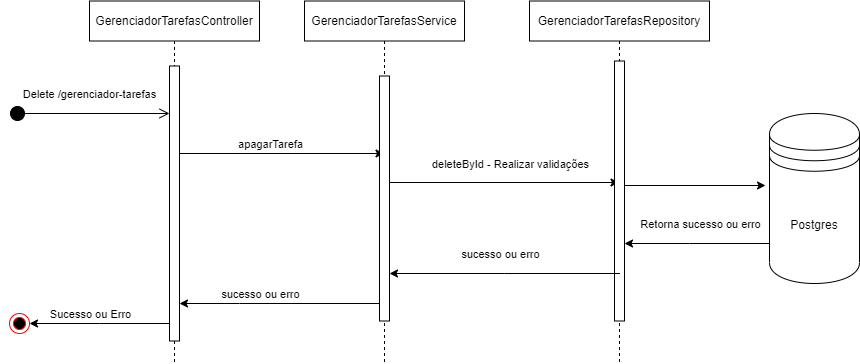 GerenciadorTarefasController
GerenciadorTarefasService
GerenciadorTarefasRepository
Delete /gerenciador-tarefas
apagarTarefa
deleteById - Realizar validações
Postgres
Retorna sucesso ou erro
sucesso ou erro
sucesso ou erro
Sucesso ou Erro